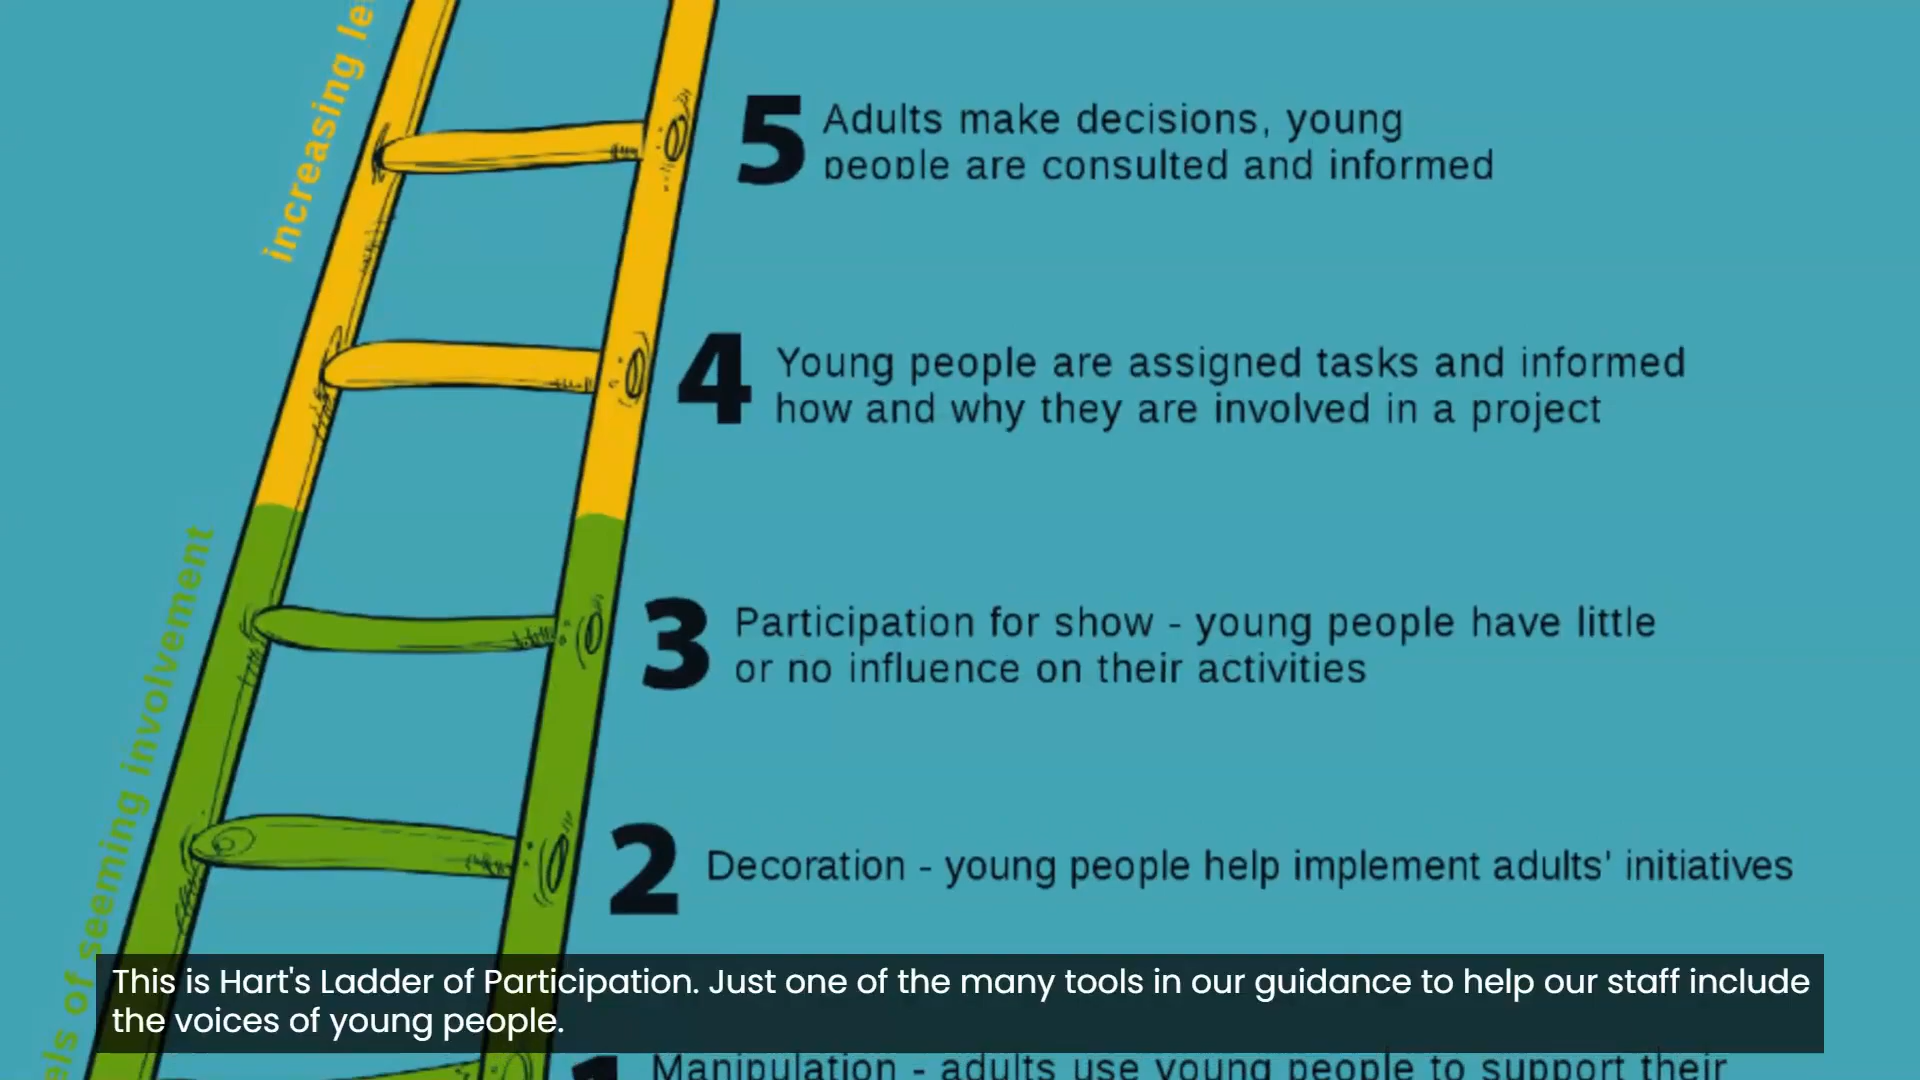 increasing
5 Adults make decisions, young
people are consulted and informed
4 Young people are assigned tasks and informed
how and why they are involved in a project
3 Participation for show - young people have little
or no influence on their activities
of seeming involvement
2 Decoration - young people help implement adults' initiatives
This is Hart's Ladder of Participation. Just one of the many tools in our guidance to help our staff include
the voices of young people.
1 Manipulation - adults use young people to support their